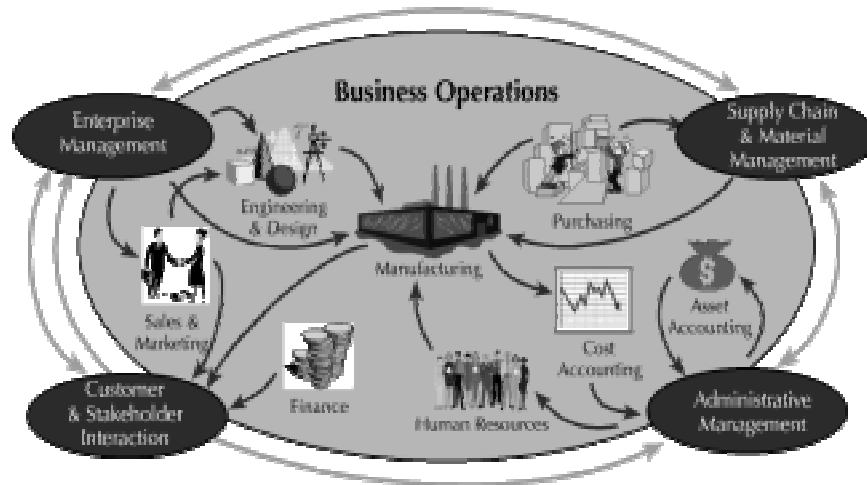 Business Operations
Enterprise
Management
Supply Chain
& Material
Management
Engineering
& Design
Purchasing
Manufacturing
Sales &
Marketing
Asset
Accounting
Cost
Accounting
Finance
Human Resources
Customer
& Stakeholder
Interaction
Administrative
Management